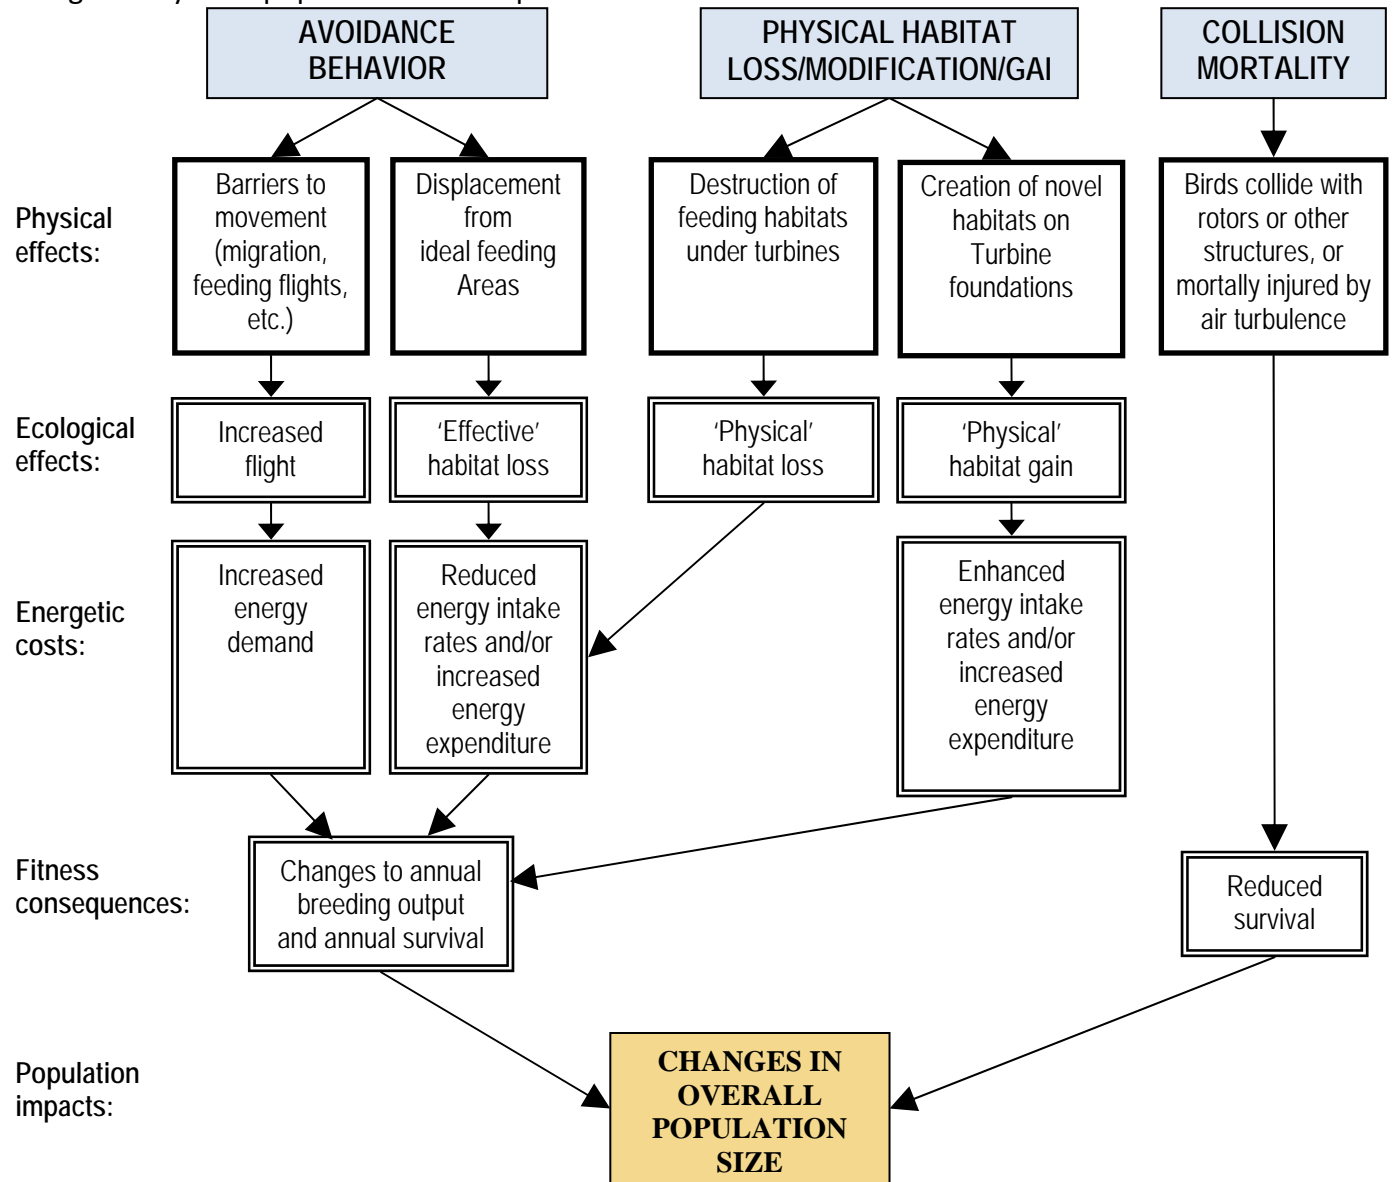 AVOIDANCE
BEHAVIOR
PHYSICAL HABITAT
LOSS/MODIFICATION/GAI
COLLISION
MORTALITY
Physical
effects:
Barriers to
movement
(migration,
feeding flights,
etc.)
Displacement
from
ideal feeding
Areas
Destruction of
feeding habitats
under turbines
Creation of novel
habitats on
Turbine
foundations
Birds collide with
rotors or other
structures, or
mortally injured by
air turbulence
Ecological
effects:
Increased
flight
‘Effective’
habitat loss
‘Physical’
habitat loss
‘Physical’
habitat gain
Energetic
costs:
Increased
energy
demand
Reduced
energy intake
rates and/or
increased
energy
expenditure
Enhanced
energy intake
rates and/or
increased
energy
expenditure
Fitness
consequences:
Changes to annual
breeding output
and annual survival
Reduced
survival
Population
impacts:
CHANGES IN
OVERALL
POPULATION
SIZE